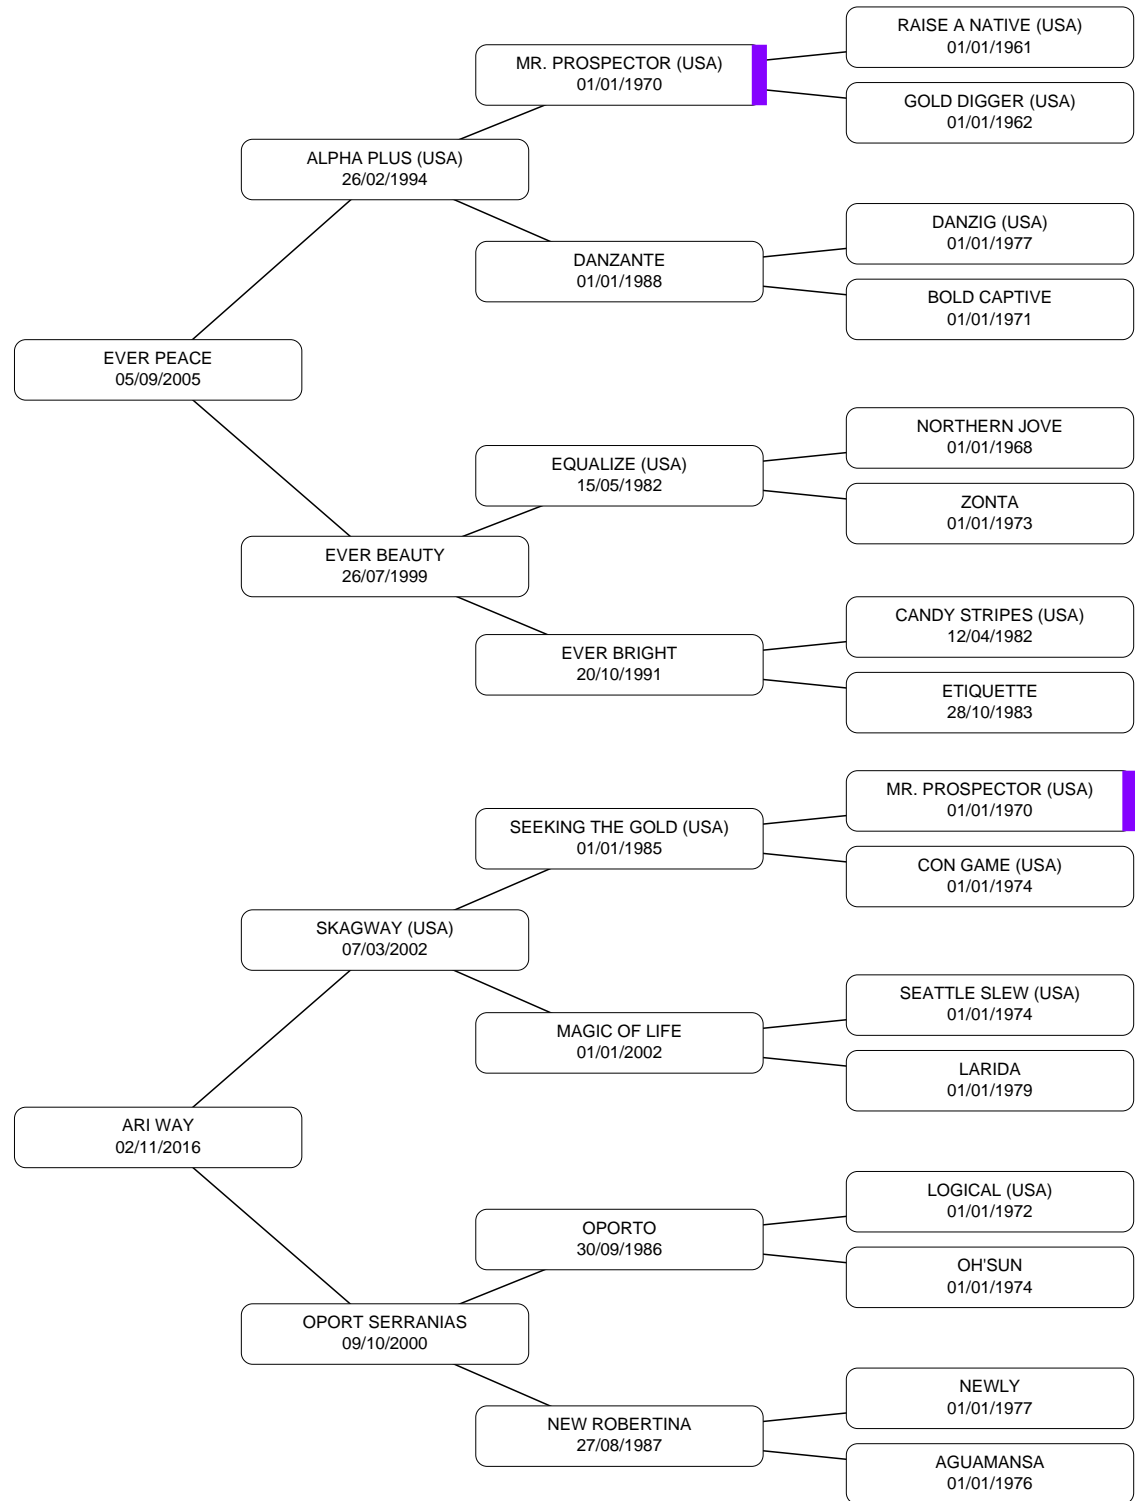 RAISE A NATIVE (USA)
01/01/1961
MR. PROSPECTOR (USA)
01/01/1970
GOLD DIGGER (USA)
01/01/1962
ALPHA PLUS (USA)
26/02/1994
DANZIG (USA)
01/01/1977
DANZANTE
01/01/1988
BOLD CAPTIVE
01/01/1971
EVER PEACE
05/09/2005
NORTHERN JOVE
01/01/1968
EQUALIZE (USA)
15/05/1982
ZONTA
01/01/1973
EVER BEAUTY
26/07/1999
CANDY STRIPES (USA)
12/04/1982
EVER BRIGHT
20/10/1991
ETIQUETTE
28/10/1983
MR. PROSPECTOR (USA)
01/01/1970
SEEKING THE GOLD (USA)
01/01/1985
CON GAME (USA)
01/01/1974
SKAGWAY (USA)
07/03/2002
SEATTLE SLEW (USA)
01/01/1974
MAGIC OF LIFE
01/01/2002
LARIDA
01/01/1979
ARI WAY
02/11/2016
LOGICAL (USA)
01/01/1972
OPORTO
30/09/1986
OH'SUN
01/01/1974
OPORT SERRANIAS
09/10/2000
NEWLY
01/01/1977
NEW ROBERTINA
27/08/1987
AGUAMANSA
01/01/1976